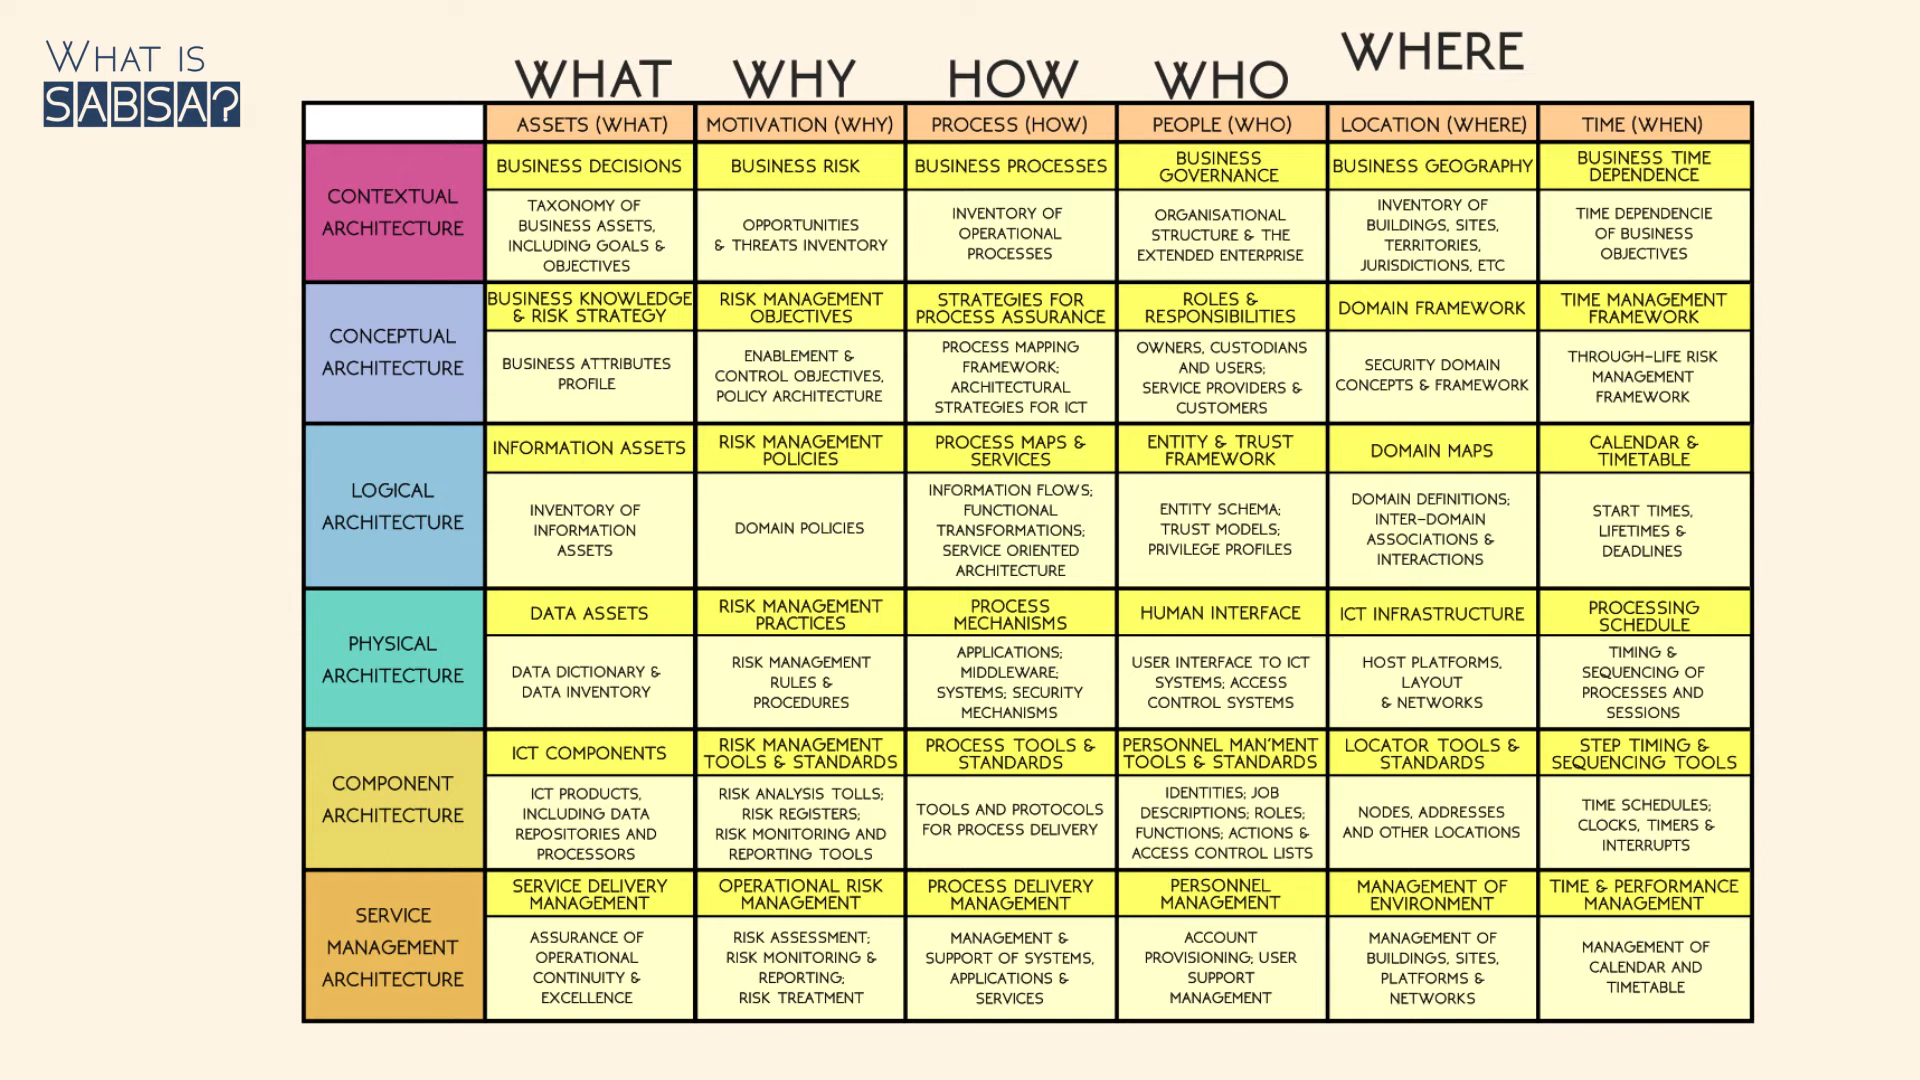 WHAT IS
SABSA?
WHAT WHY HOW WHO WHERE
ASSETS (WHAT) MOTIVATION (WHY) PROCESS (HOW) PEOPLE (WHO) LOCATION (WHERE) TIME (WHEN)
CONTEXTUAL
ARCHITECTURE
BUSINESS DECISIONS
TAXONOMY OF
BUSINESS ASSETS,
INCLUDING GOALS &
OBJECTIVES
BUSINESS RISK
OPPORTUNITIES
& THREATS INVENTORY
BUSINESS PROCESSES
INVENTORY OF
OPERATIONAL
PROCESSES
BUSINESS
GOVERNANCE
ORGANISATIONAL
STRUCTURE & THE
EXTENDED ENTERPRISE
BUSINESS GEOGRAPHY
INVENTORY OF
BUILDINGS, SITES,
TERRITORIES,
JURISDICTIONS, ETC
BUSINESS TIME
DEPENDENCE
TIME DEPENDENCIE
OF BUSINESS
OBJECTIVES
CONCEPTUAL
ARCHITECTURE
BUSINESS KNOWLEDGE
& RISK STRATEGY
BUSINESS ATTRIBUTES
PROFILE
RISK MANAGEMENT
OBJECTIVES
ENABLEMENT &
CONTROL OBJECTIVES,
POLICY ARCHITECTURE
STRATEGIES FOR
PROCESS ASSURANCE
PROCESS MAPPING
FRAMEWORK;
ARCHITECTURAL
STRATEGIES FOR ICT
ROLES &
RESPONSIBILITIES
OWNERS, CUSTODIANS
AND USERS;
SERVICE PROVIDERS &
CUSTOMERS
DOMAIN FRAMEWORK
SECURITY DOMAIN
CONCEPTS & FRAMEWORK
TIME MANAGEMENT
FRAMEWORK
THROUGH-LIFE RISK
MANAGEMENT
FRAMEWORK
LOGICAL
ARCHITECTURE
INFORMATION ASSETS
INVENTORY OF
INFORMATION
ASSETS
RISK MANAGEMENT
POLICIES
DOMAIN POLICIES
PROCESS MAPS &
SERVICES
INFORMATION FLOWS;
FUNCTIONAL
TRANSFORMATIONS;
SERVICE ORIENTED
ARCHITECTURE
ENTITY & TRUST
FRAMEWORK
ENTITY SCHEMA;
TRUST MODELS;
PRIVILEGE PROFILES
DOMAIN MAPS
DOMAIN DEFINITIONS;
INTER-DOMAIN
ASSOCIATIONS &
INTERACTIONS
CALENDAR &
TIMETABLE
START TIMES,
LIFETIMES &
DEADLINES
PHYSICAL
ARCHITECTURE
DATA ASSETS
DATA DICTIONARY &
DATA INVENTORY
RISK MANAGEMENT
PRACTICES
RISK MANAGEMENT
RULES &
PROCEDURES
PROCESS
MECHANISMS
APPLICATIONS;
MIDDLEWARE;
SYSTEMS; SECURITY
MECHANISMS
HUMAN INTERFACE
USER INTERFACE TO ICT
SYSTEMS; ACCESS
CONTROL SYSTEMS
ICT INFRASTRUCTURE
HOST PLATFORMS,
LAYOUT
& NETWORKS
PROCESSING
SCHEDULE
TIMING &
SEQUENCING OF
PROCESSES AND
SESSIONS
COMPONENT
ARCHITECTURE
ICT COMPONENTS
ICT PRODUCTS,
INCLUDING DATA
REPOSITORIES AND
PROCESSORS
RISK MANAGEMENT
TOOLS & STANDARDS
RISK ANALYSIS TOLLS;
RISK REGISTERS;
RISK MONITORING AND
REPORTING TOOLS
PROCESS TOOLS &
STANDARDS
TOOLS AND PROTOCOLS
FOR PROCESS DELIVERY
PERSONNEL MAN'MENT
TOOLS & STANDARDS
IDENTITIES; JOB
DESCRIPTIONS; ROLES;
FUNCTIONS; ACTIONS &
ACCESS CONTROL LISTS
LOCATOR TOOLS &
STANDARDS
NODES, ADDRESSES
AND OTHER LOCATIONS
STEP TIMING &
SEQUENCING TOOLS
TIME SCHEDULES;
CLOCKS, TIMERS &
INTERRUPTS
SERVICE
MANAGEMENT
ARCHITECTURE
SERVICE DELIVERY
MANAGEMENT
ASSURANCE OF
OPERATIONAL
CONTINUITY &
EXCELLENCE
OPERATIONAL RISK
MANAGEMENT
RISK ASSESSMENT;
RISK MONITORING &
REPORTING;
RISK TREATMENT
PROCESS DELIVERY
MANAGEMENT
MANAGEMENT &
SUPPORT OF SYSTEMS,
APPLICATIONS &
SERVICES
PERSONNEL
MANAGEMENT
ACCOUNT
PROVISIONING; USER
SUPPORT
MANAGEMENT
MANAGEMENT OF
ENVIRONMENT
MANAGEMENT OF
BUILDINGS, SITES,
PLATFORMS &
NETWORKS
TIME & PERFORMANCE
MANAGEMENT
MANAGEMENT OF
CALENDAR AND
TIMETABLE